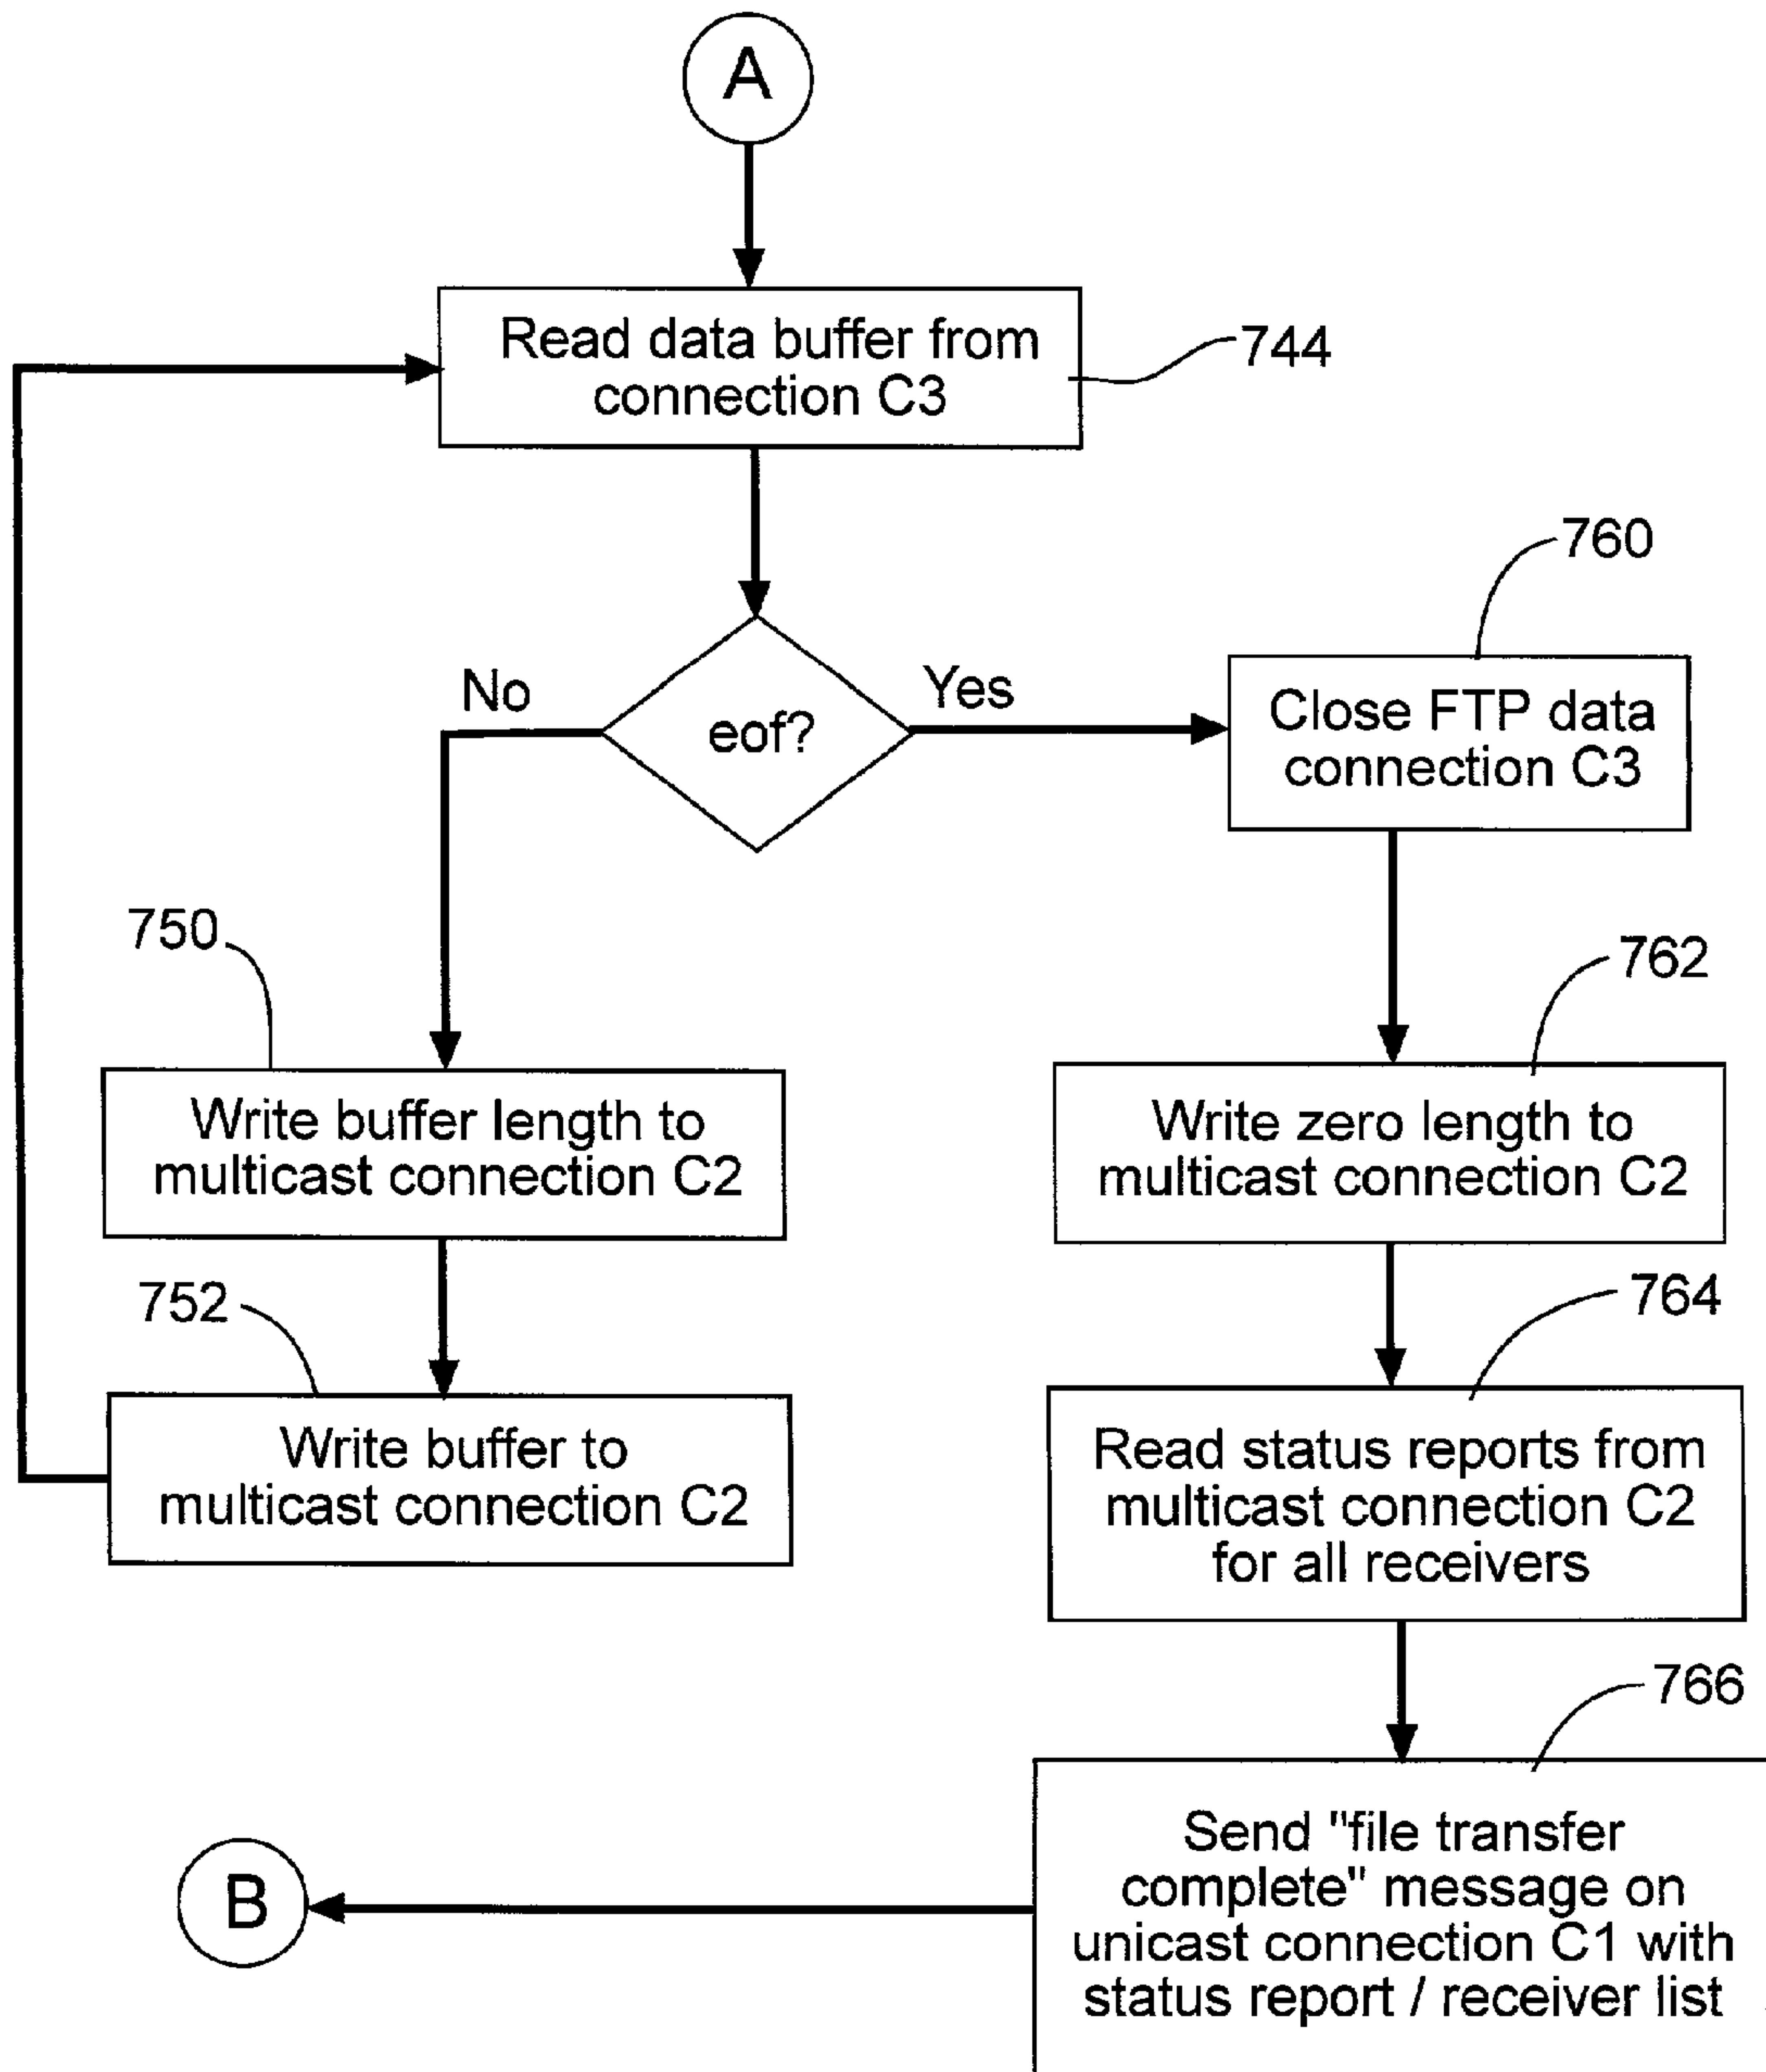 A
Read data buffer from
connection C3
744
760
No
eof?
Yes
Close FTP data
connection C3
750
762
Write buffer length to
multicast connection C2
Write zero length to
multicast connection C2
752
764
Write buffer to
multicast connection C2
Read status reports from
multicast connection C2
for all receivers
766
Send "file transfer
complete" message on
unicast connection C1 with
status report / receiver list
B